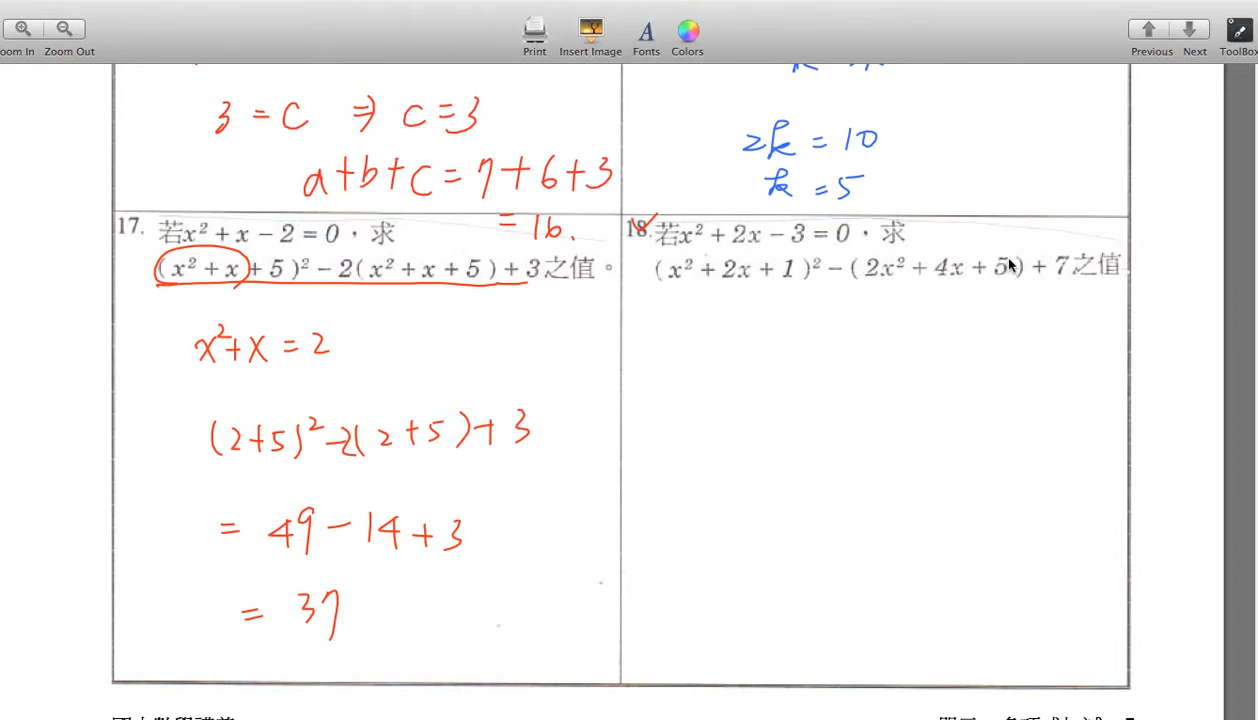 Zoom Out
Print
Insert Image
Fonts
Colors
Previous
Next
3 = c ⇒ c = 3
a+b+c = 7+6+3
= 16.
2k = 10
k = 5
17. 若x² + x − 2 = 0，求
( x² + x + 5 )² − 2( x² + x + 5 ) + 3之值。
x²+x = 2
(2+5)² −2( 2+5 )+3
= 49 − 14 + 3
= 37
18. 若x² + 2x − 3 = 0，求
( x² + 2x + 1 )² − ( 2x² + 4x + 5 ) + 7之值